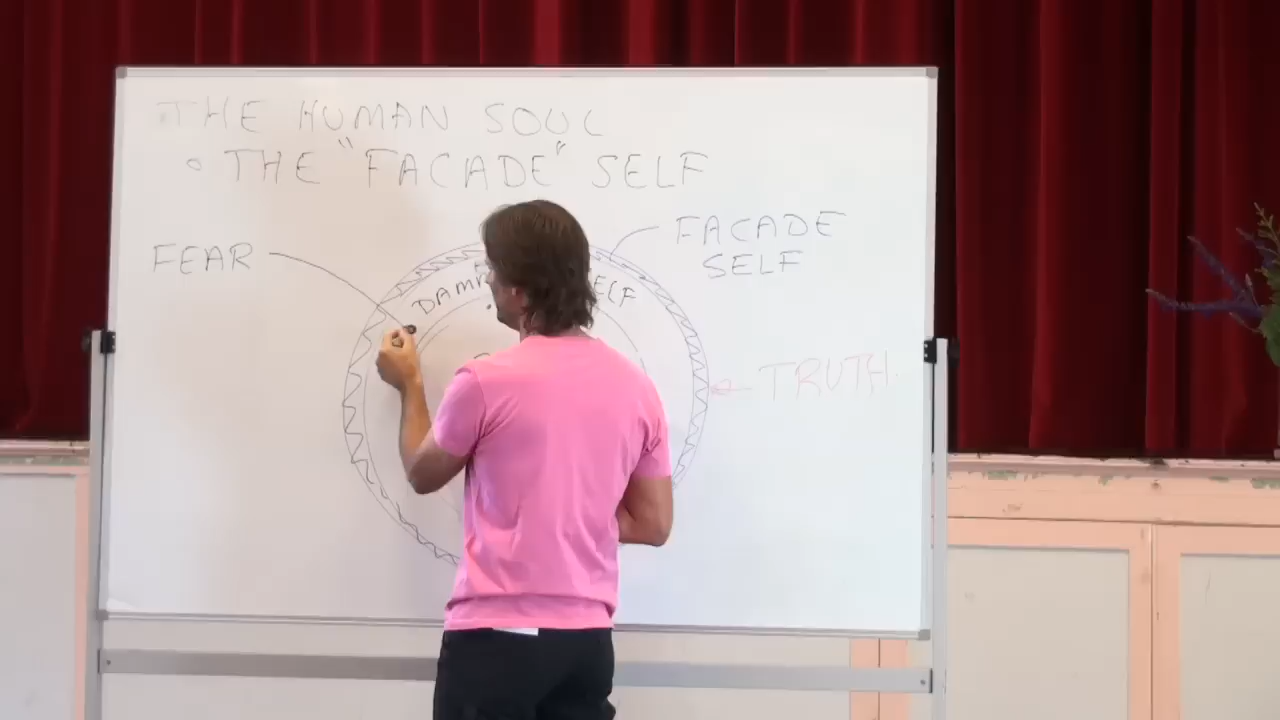 THE HUMAN SOUL
◦ THE "FACADE" SELF
FACADE
SELF
FEAR
TRUTH